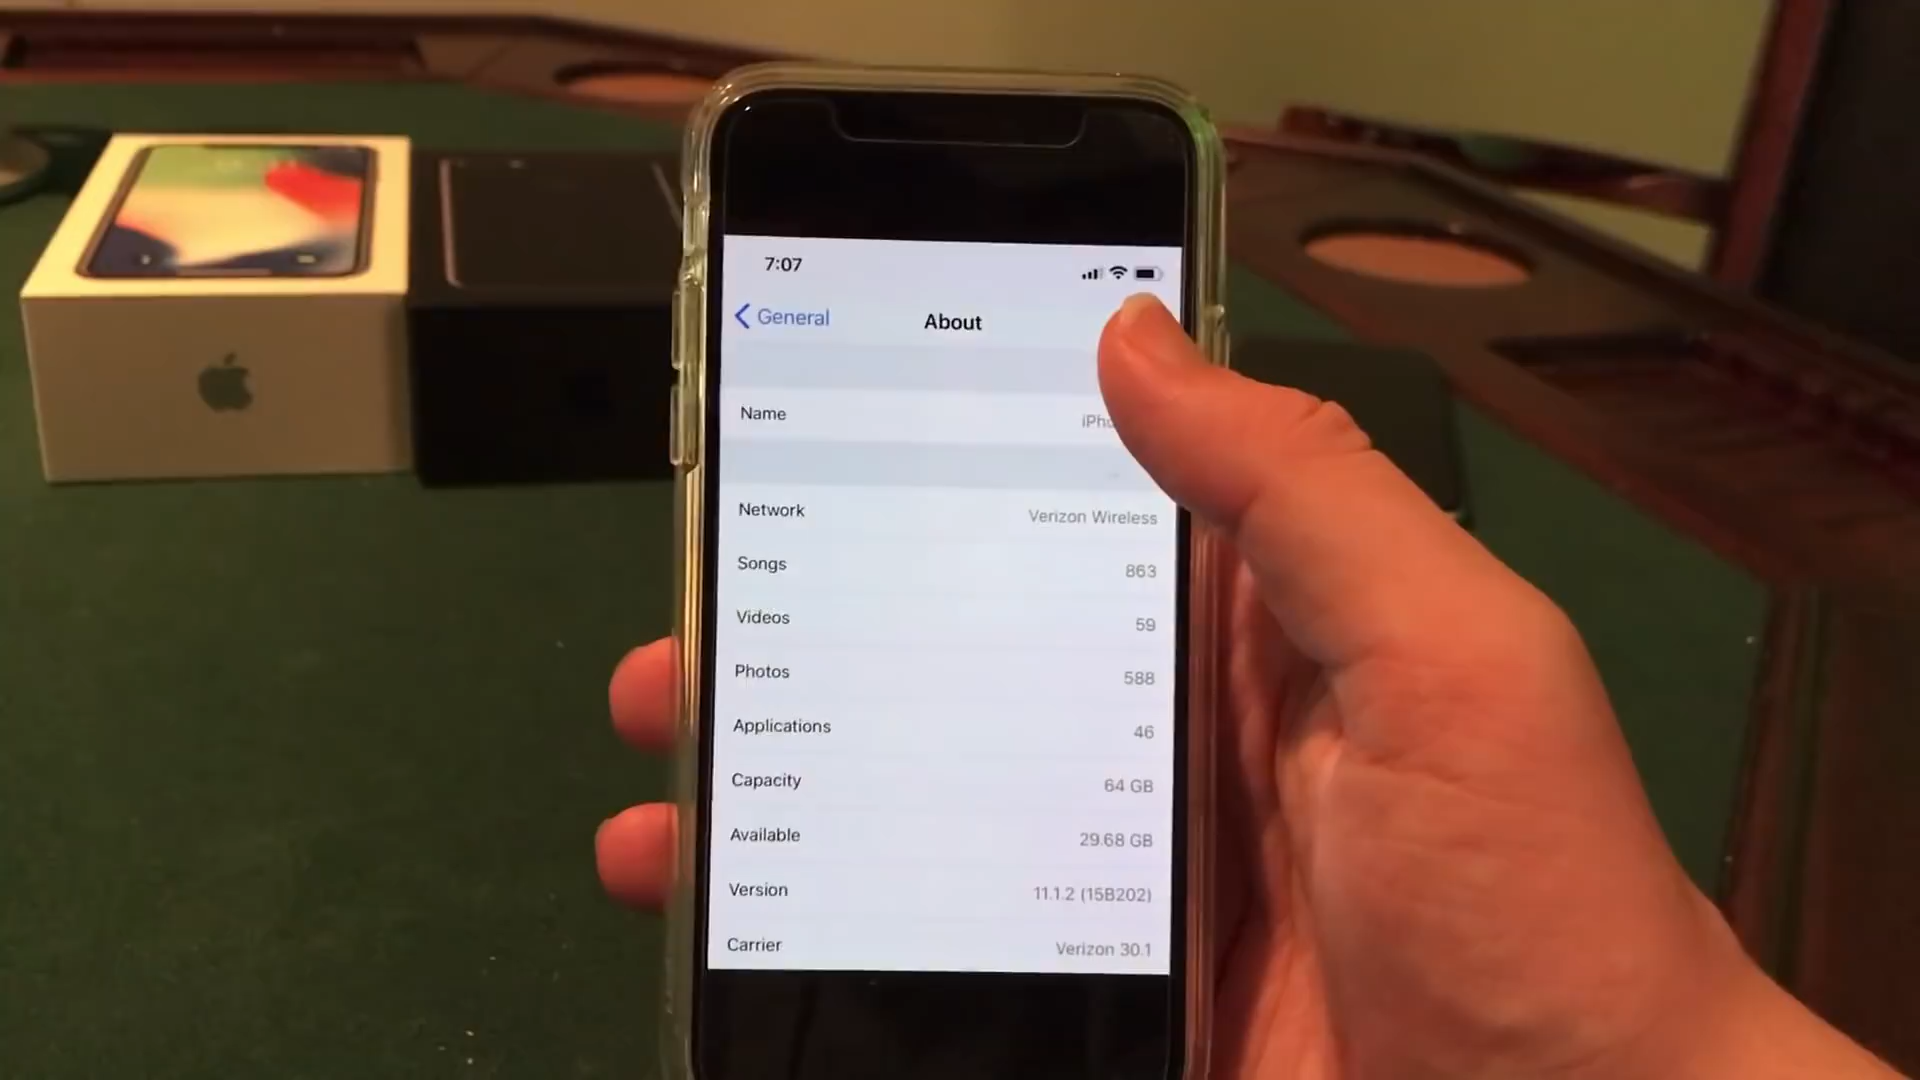 7:07
General
About
Name
Network Verizon Wireless
Songs 863
Videos 59
Photos 588
Applications 46
Capacity 64 GB
Available 29.68 GB
Version 11.1.2 (15B202)
Carrier Verizon 30.1